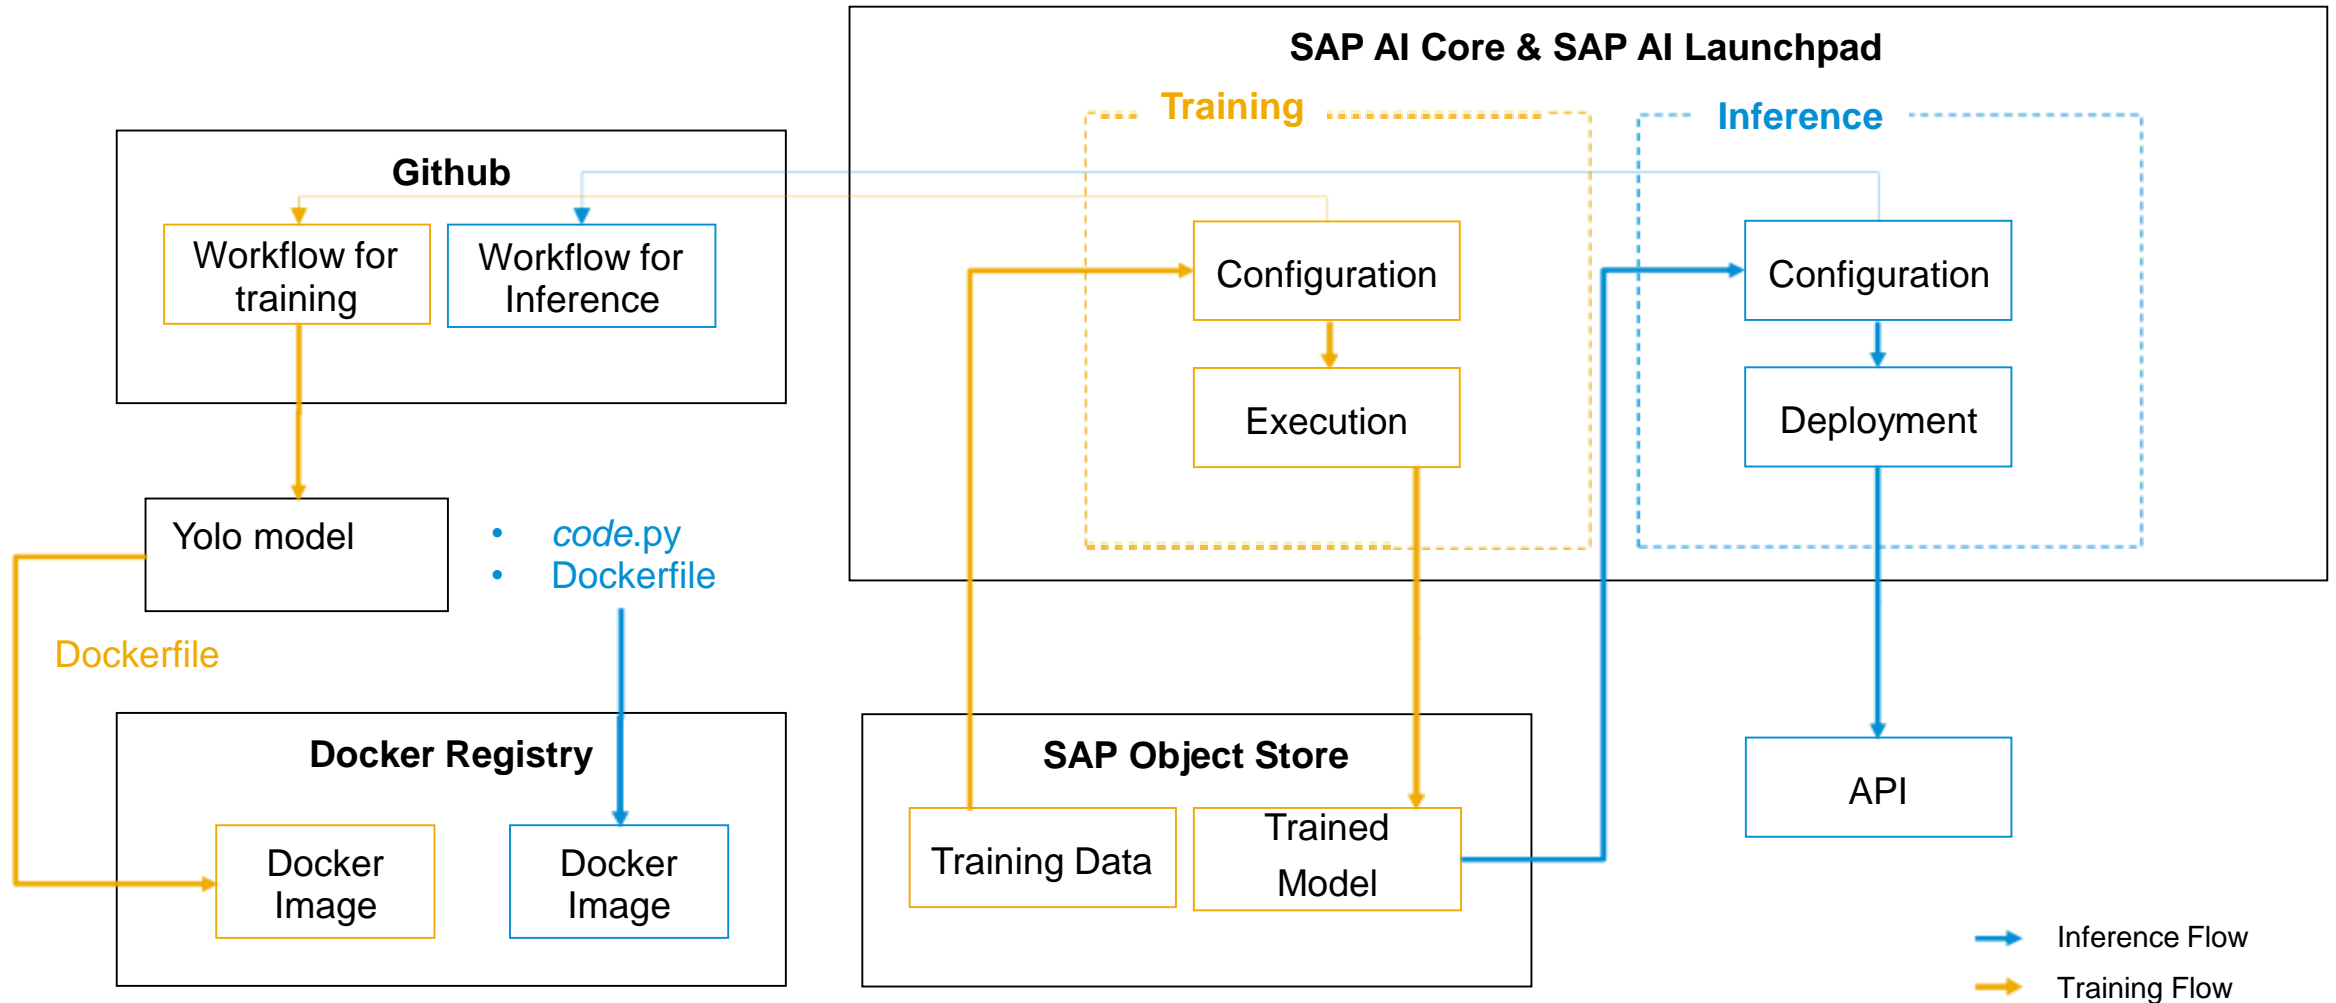 SAP AI Core & SAP AI Launchpad
Training
Inference
Github
Workflow for
training
Workflow for
Inference
Configuration
Configuration
Execution
Deployment
Yolo model
• code.py
• Dockerfile
Dockerfile
Docker Registry
Docker
Image
Docker
Image
SAP Object Store
Training Data
Trained
Model
API
Inference Flow
Training Flow